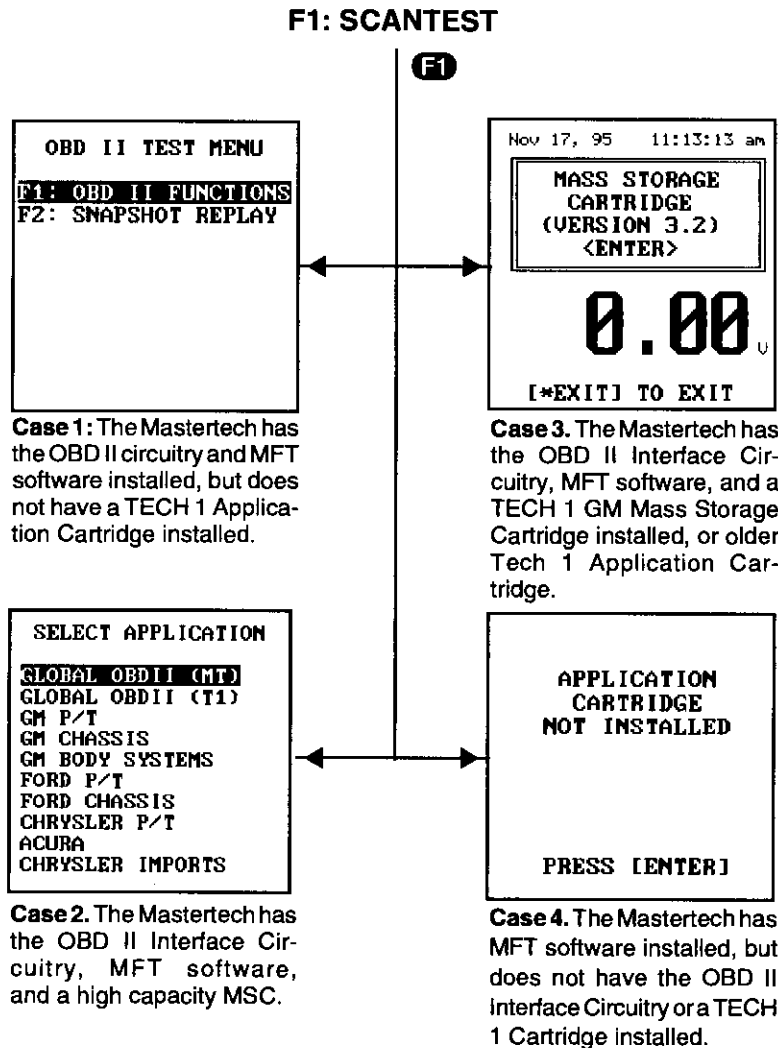 F1: SCANTEST
F1
OBD II TEST MENU
F1: OBD II FUNCTIONS
F2: SNAPSHOT REPLAY
Case 1: The Mastertech has
the OBD II circuitry and MFT
software installed, but does
not have a TECH 1 Applica-
tion Cartridge installed.
Nov 17, 95 11:13:13 am
MASS STORAGE
CARTRIDGE
(VERSION 3.2)
<ENTER>
0.00 V
[*EXIT] TO EXIT
Case 3. The Mastertech has
the OBD II Interface Cir-
cuitry, MFT software, and a
TECH 1 GM Mass Storage
Cartridge installed, or older
Tech 1 Application Car-
tridge.
SELECT APPLICATION
GLOBAL OBDII (MT)
GLOBAL OBDII (T1)
GM P/T
GM CHASSIS
GM BODY SYSTEMS
FORD P/T
FORD CHASSIS
CHRYSLER P/T
ACURA
CHRYSLER IMPORTS
Case 2. The Mastertech has
the OBD II Interface Cir-
cuitry, MFT software,
and a high capacity MSC.
APPLICATION
CARTRIDGE
NOT INSTALLED
PRESS [ENTER]
Case 4. The Mastertech has
MFT software installed, but
does not have the OBD II
Interface Circuitry or a TECH
1 Cartridge installed.